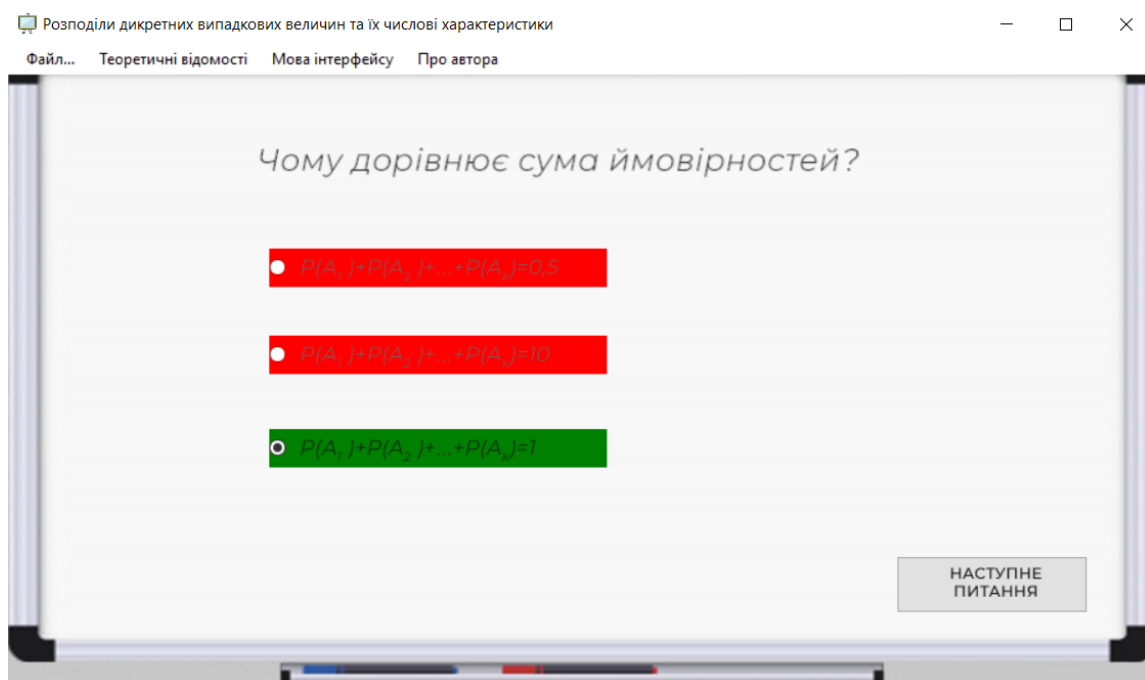 Розподіли дикретних випадкових величин та їх числові характеристики
Файл... Теоретичні відомості Мова інтерфейсу Про автора
Чому дорівнює сума ймовірностей?
P(A₁)+P(A₂)+...+P(Aₖ)=0,5
P(A₁)+P(A₂)+...+P(Aₖ)=10
P(A₁)+P(A₂)+...+P(Aₖ)=1
НАСТУПНЕ
ПИТАННЯ